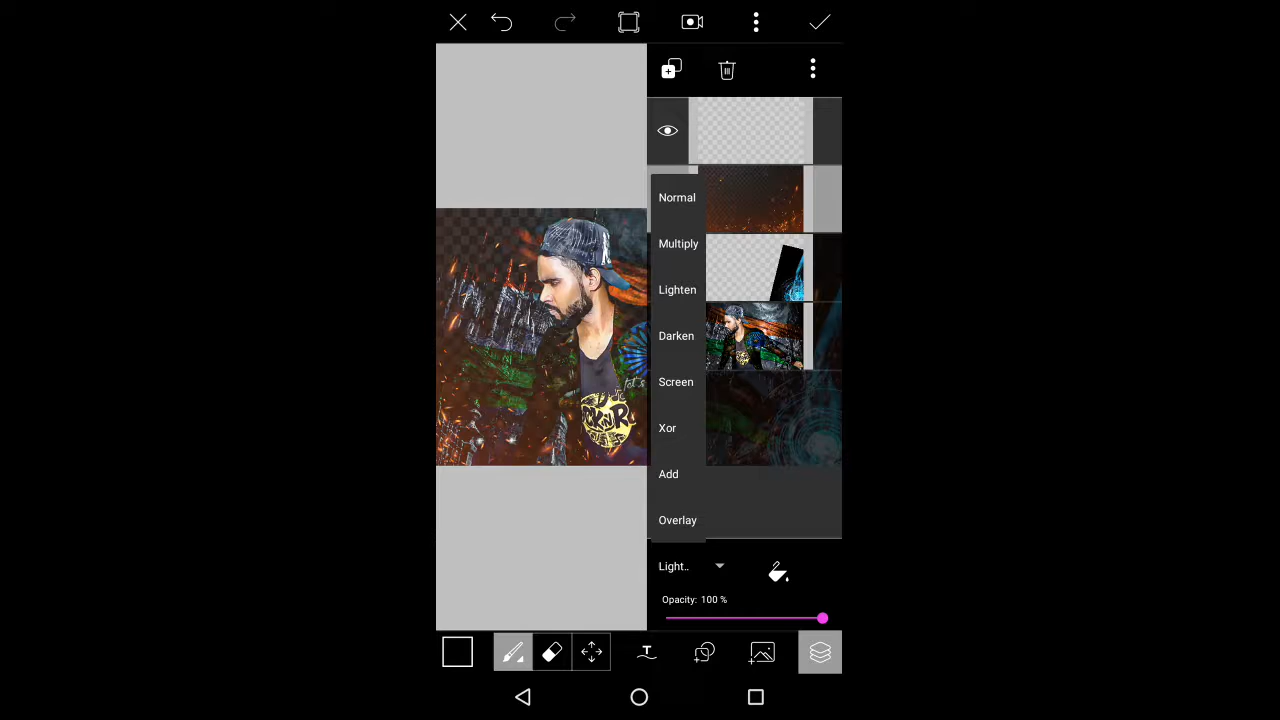 Normal
Multiply
Lighten
Darken
Screen
Xor
Add
Overlay
Light..
Opacity: 100 %